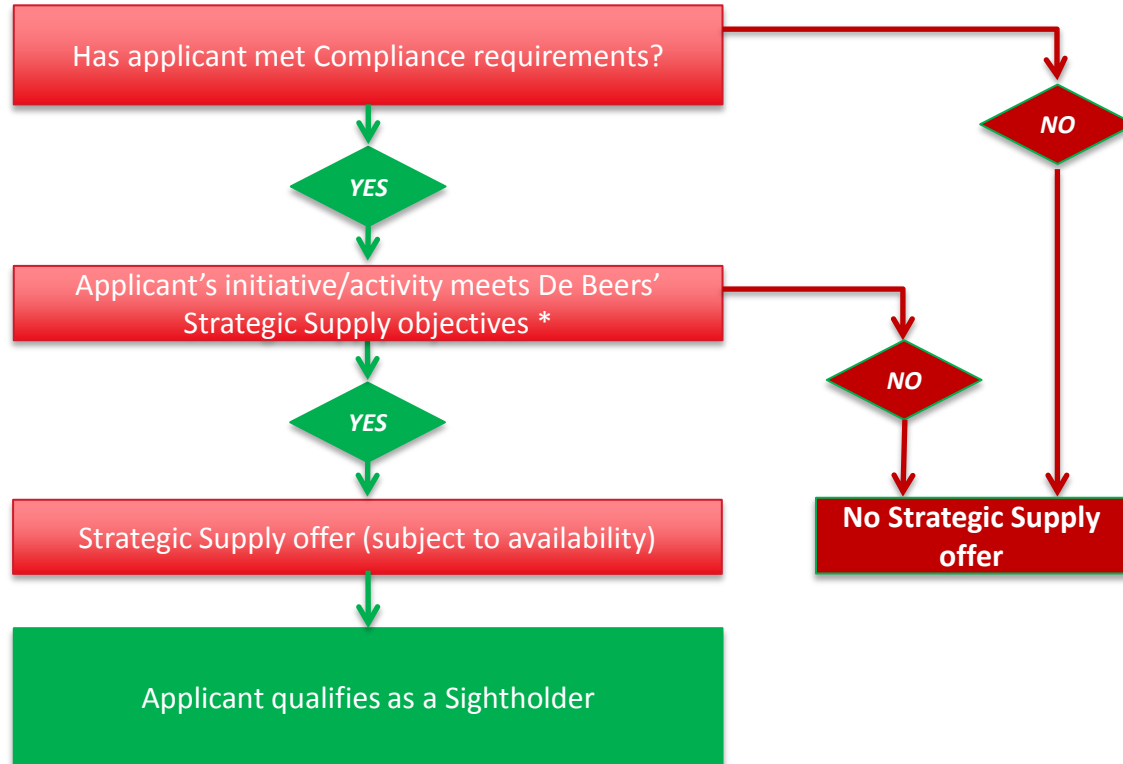 Has applicant met Compliance requirements?
NO
YES
Applicant's initiative/activity meets De Beers'
Strategic Supply objectives *
NO
YES
Strategic Supply offer (subject to availability)
No Strategic Supply
offer
Applicant qualifies as a Sightholder